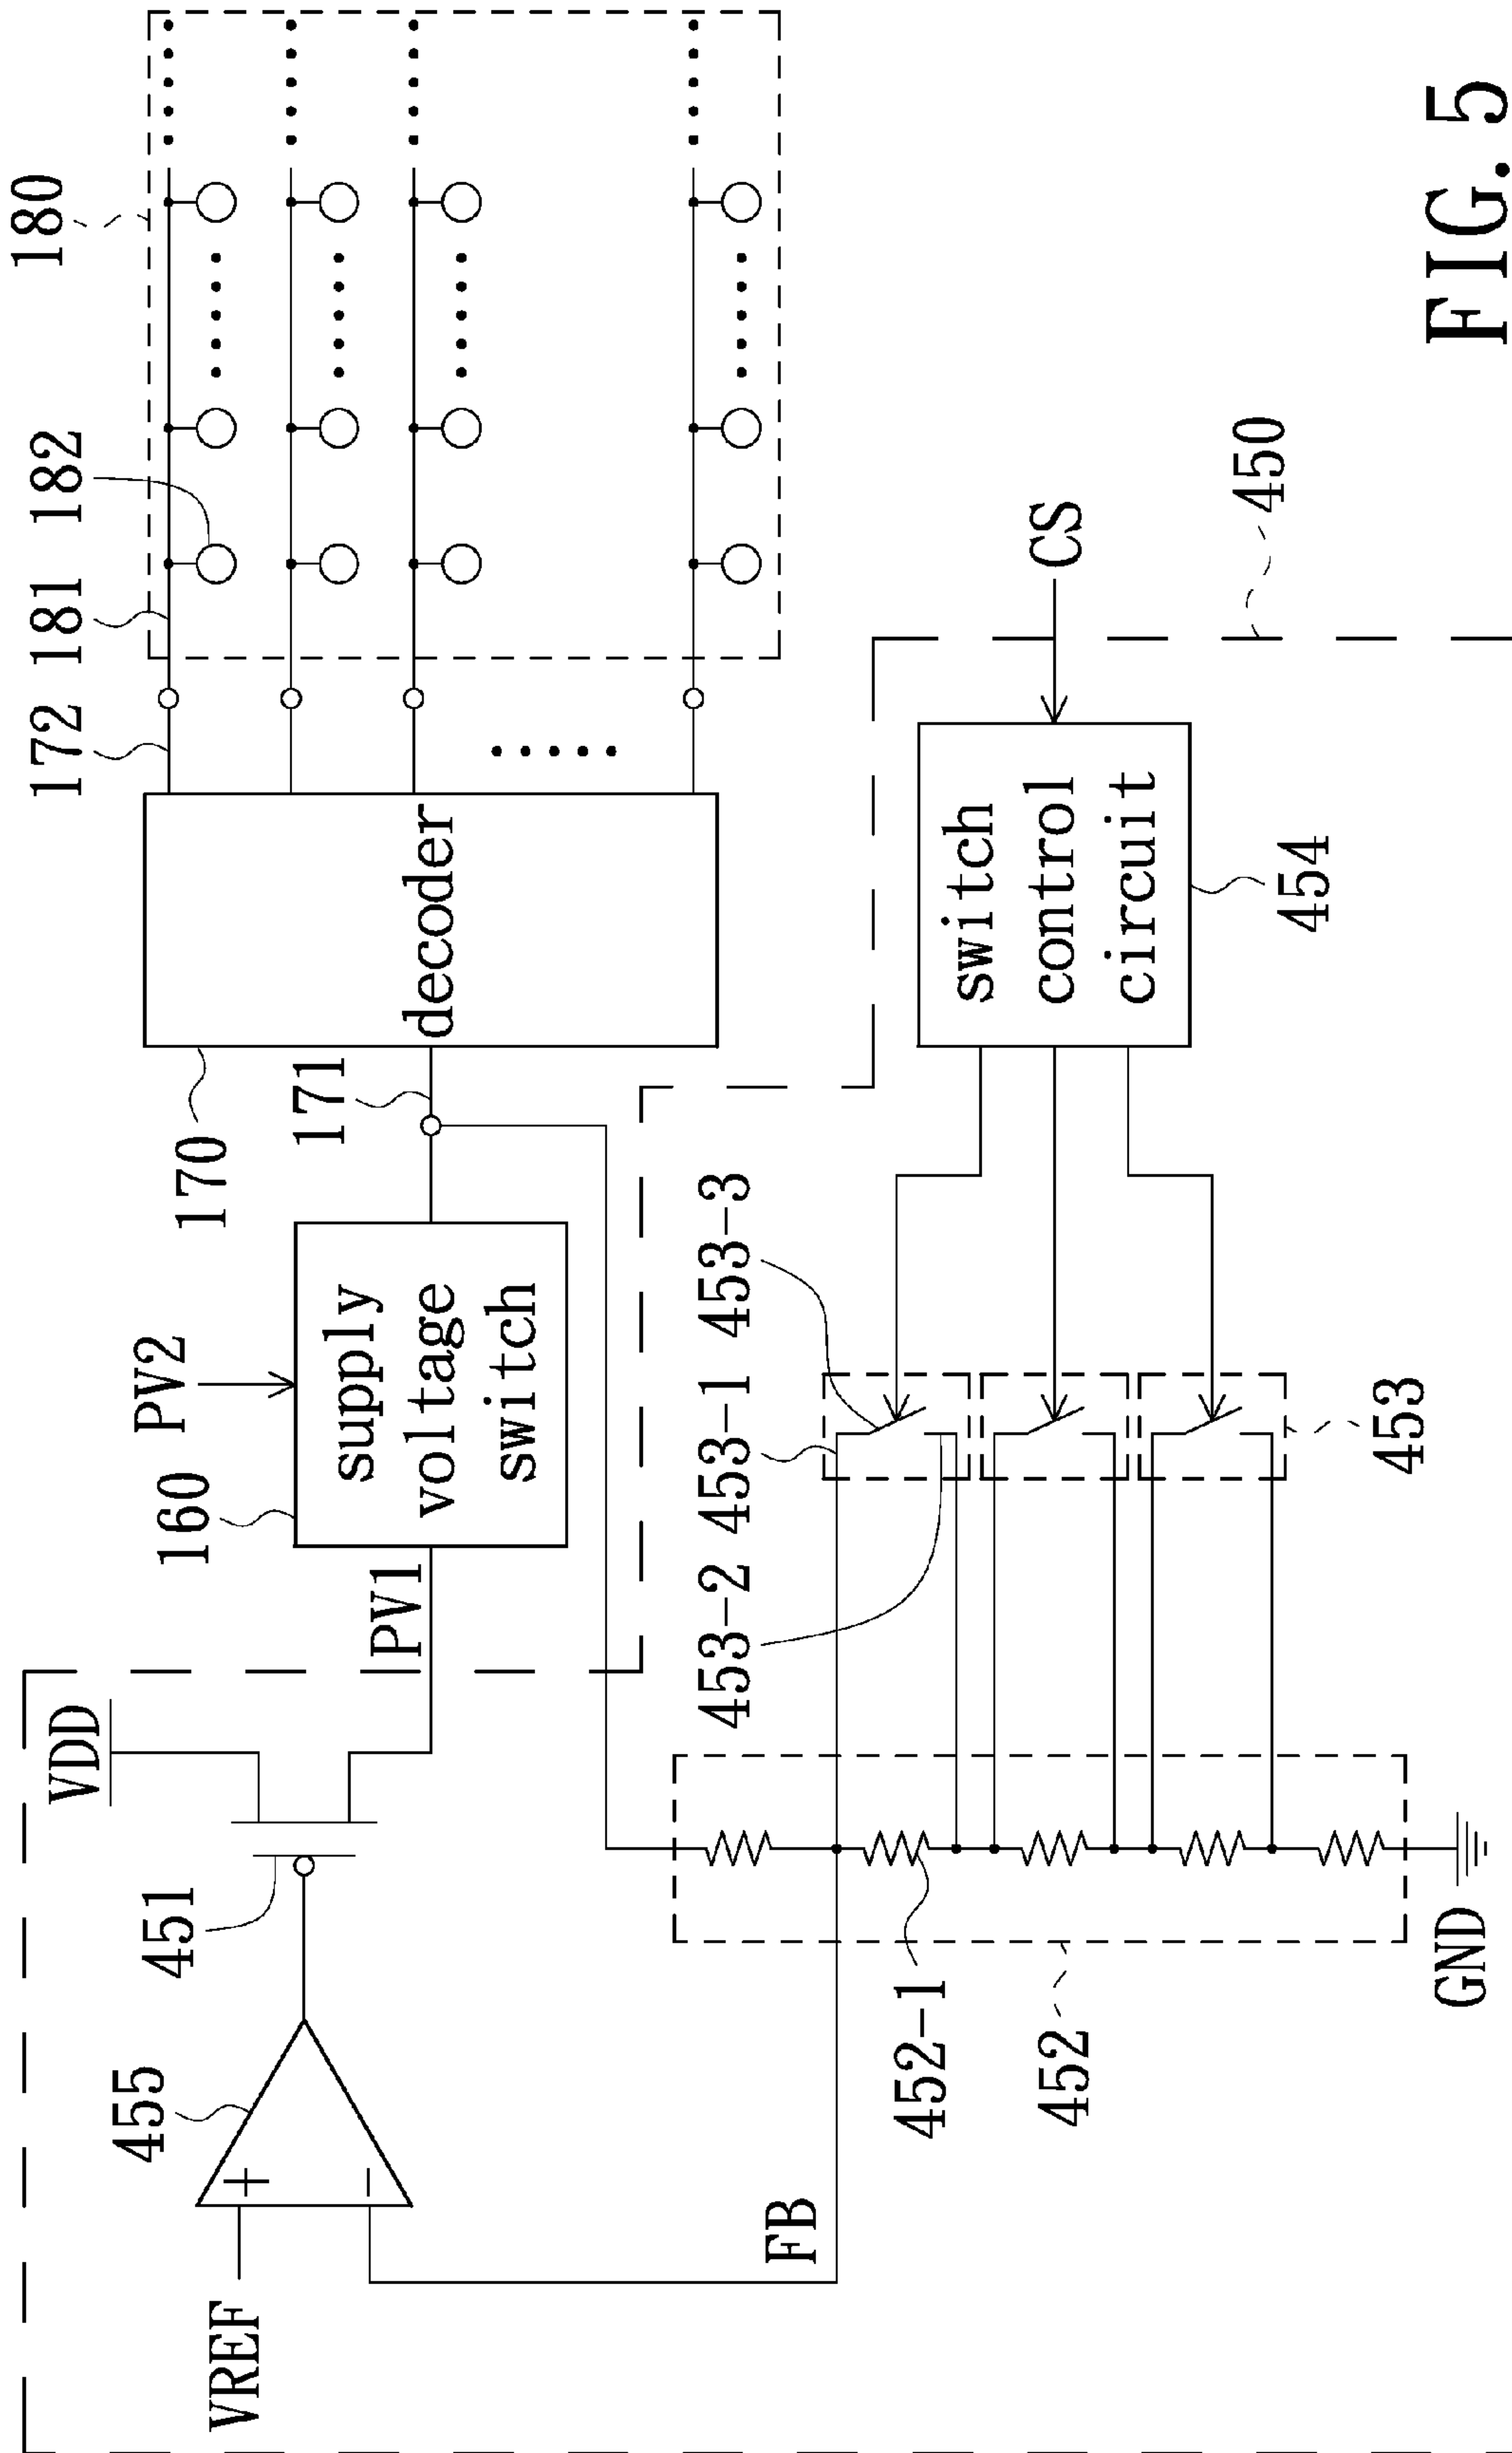 180
172 181 182
170
decoder
171
PV2
160
supply
voltage
switch
PV1
VDD
451
455
VREF
+
−
FB
453-2 453-1 453-3
452-1
452
GND
453
switch
control
circuit
454
CS
450
FIG. 5